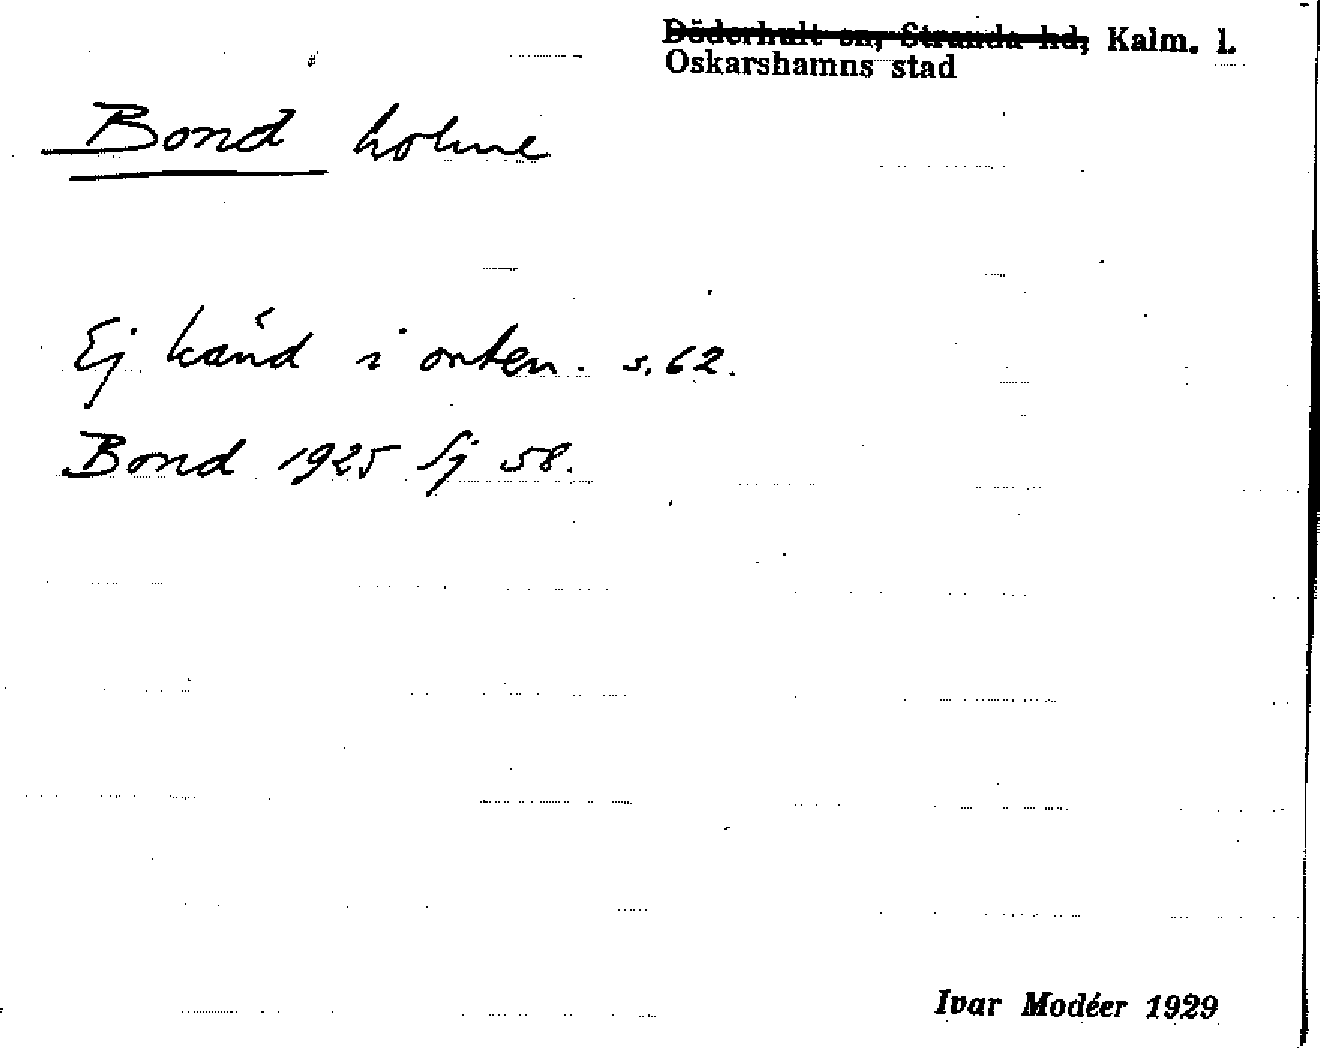 Döderhult sn, Stranda hd, Kalm. l.
Oskarshamns stad
Bond holme
Ej känd i orten. s. 62.
Bond 1925 Sj 58.
Ivar Modéer 1929